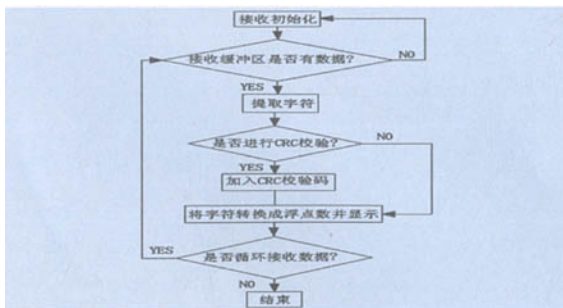 接收初始化
接收缓冲区是否有数据?
NO
YES
提取字符
是否进行CRC校验?
NO
YES
加入CRC校验码
将字符转换成浮点数并显示
YES
是否循环接收数据?
NO
结束